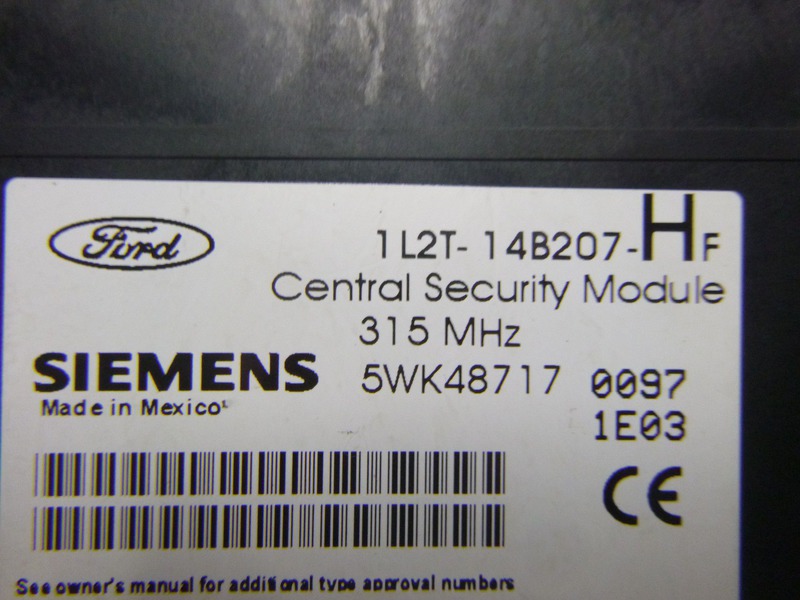 Ford
1L2T-14B207-HF
Central Security Module
315 MHz
SIEMENS 5WK48717 0097
Made in Mexico 1E03
CE
See owner's manual for additional type approval numbers